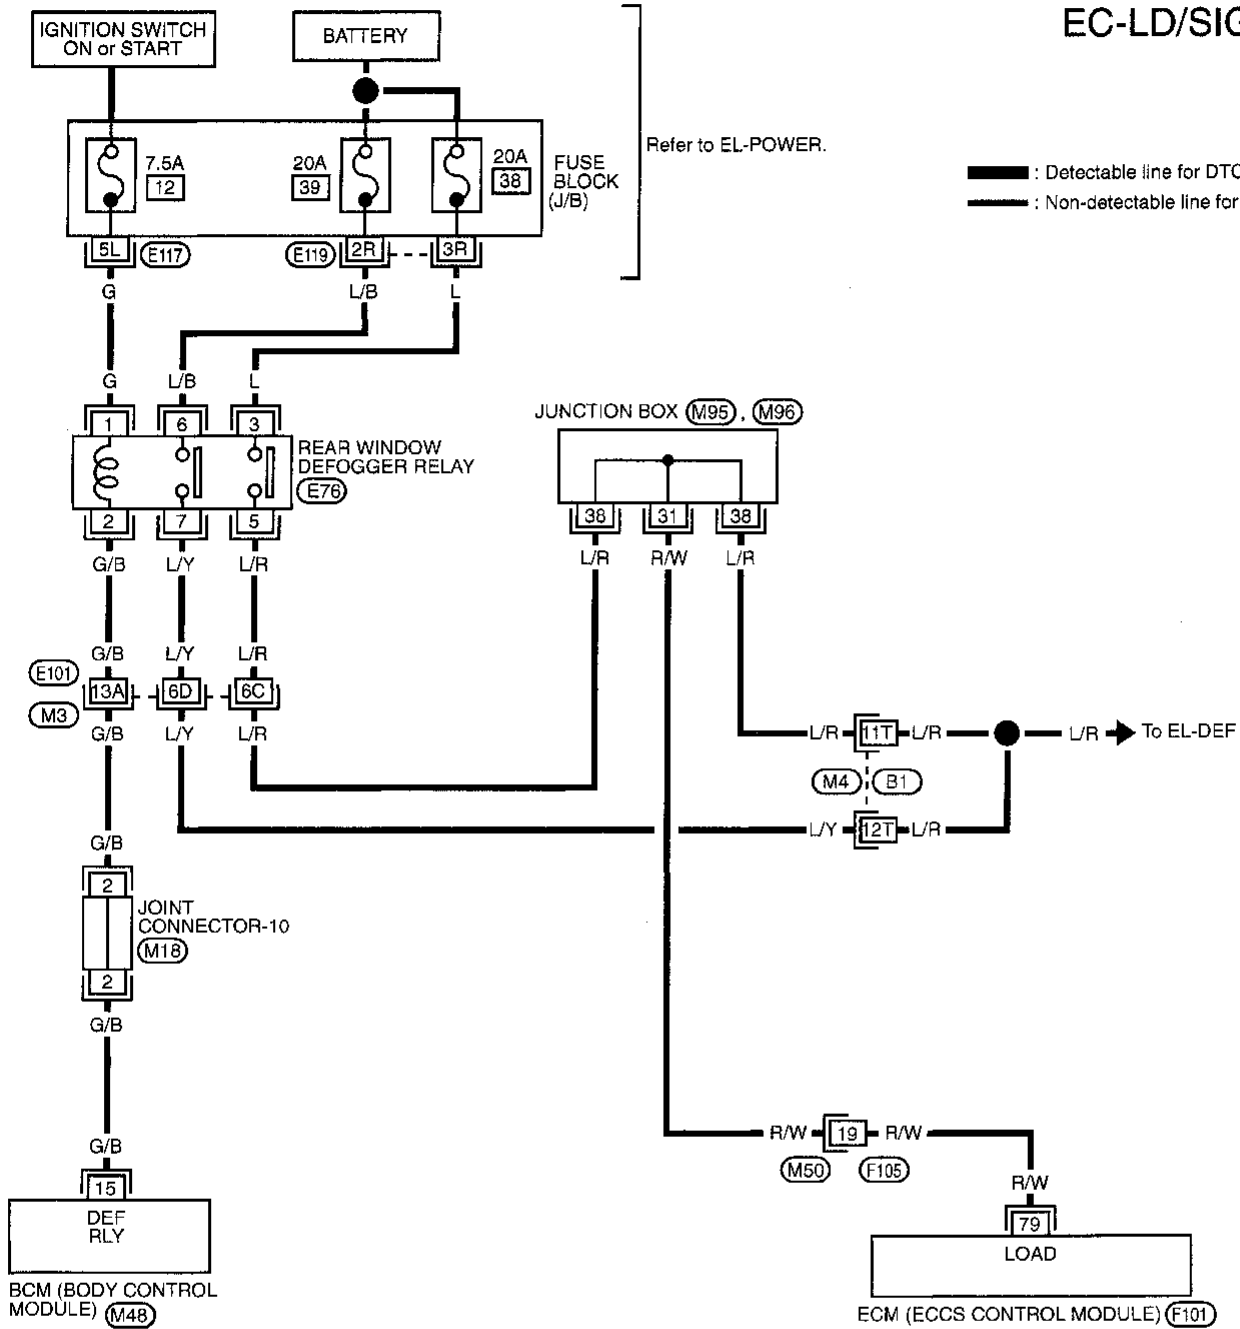 EC-LD/SIG
IGNITION SWITCH
ON or START
BATTERY
Refer to EL-POWER.
7.5A
12
20A
39
20A
38
FUSE
BLOCK
(J/B)
: Detectable line for DTC
: Non-detectable line for
5L
E117
E119
2R
3R
G
L/B
L
G
L/B
L
1
6
3
REAR WINDOW
DEFOGGER RELAY
E76
2
7
5
G/B
L/Y
L/R
JUNCTION BOX M95 , M96
38
31
38
L/R
R/W
L/R
G/B
L/Y
L/R
E101
13A
6D
6C
M3
G/B
L/Y
L/R
L/R
11T
L/R
L/R
To EL-DEF
M4
B1
L/Y
12T
L/R
G/B
2
JOINT
CONNECTOR-10
M18
2
G/B
G/B
15
DEF
RLY
BCM (BODY CONTROL
MODULE) M48
R/W
19
R/W
M50
F105
R/W
79
LOAD
ECM (ECCS CONTROL MODULE) F101